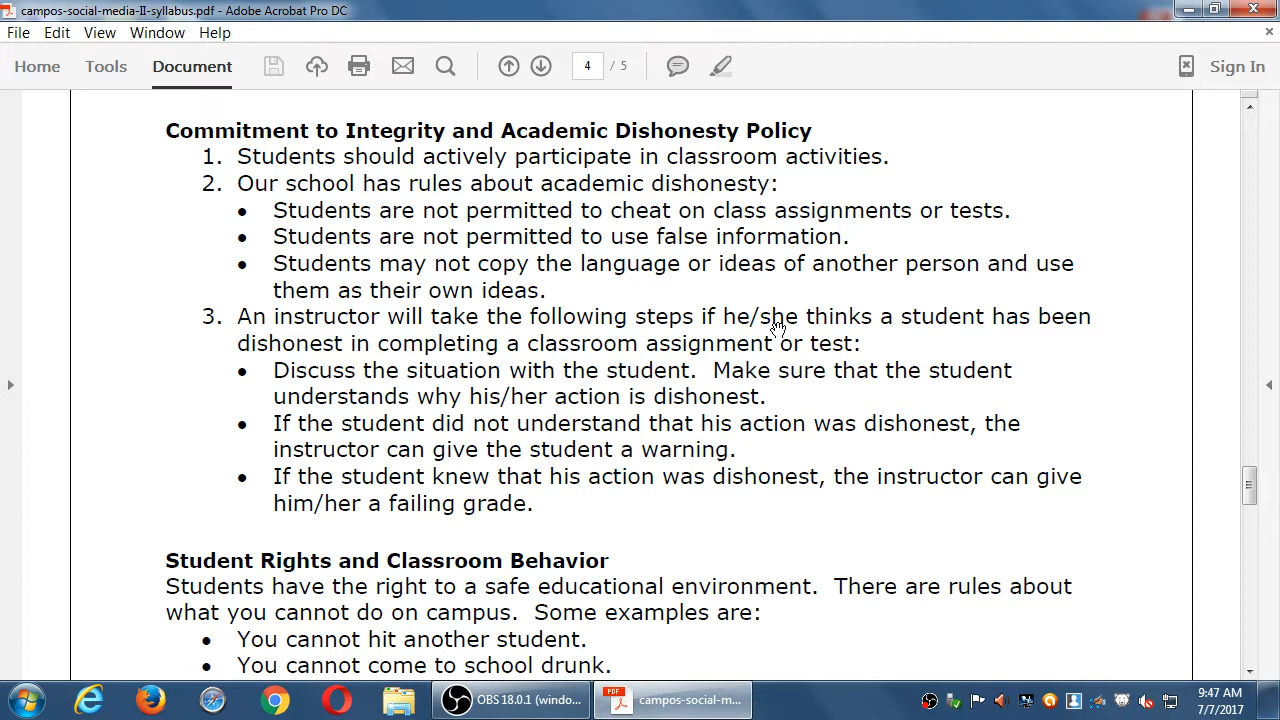 campos-social-media-II-syllabus.pdf - Adobe Acrobat Pro DC
File Edit View Window Help
Home Tools Document 4 / 5 Sign In
Commitment to Integrity and Academic Dishonesty Policy
1. Students should actively participate in classroom activities.
2. Our school has rules about academic dishonesty:
• Students are not permitted to cheat on class assignments or tests.
• Students are not permitted to use false information.
• Students may not copy the language or ideas of another person and use
them as their own ideas.
3. An instructor will take the following steps if he/she thinks a student has been
dishonest in completing a classroom assignment or test:
• Discuss the situation with the student.  Make sure that the student
understands why his/her action is dishonest.
• If the student did not understand that his action was dishonest, the
instructor can give the student a warning.
• If the student knew that his action was dishonest, the instructor can give
him/her a failing grade.
Student Rights and Classroom Behavior
Students have the right to a safe educational environment.  There are rules about
what you cannot do on campus.  Some examples are:
• You cannot hit another student.
• You cannot come to school drunk.
OBS 18.0.1 (windo... PDF campos-social-m... 9:47 AM
7/7/2017